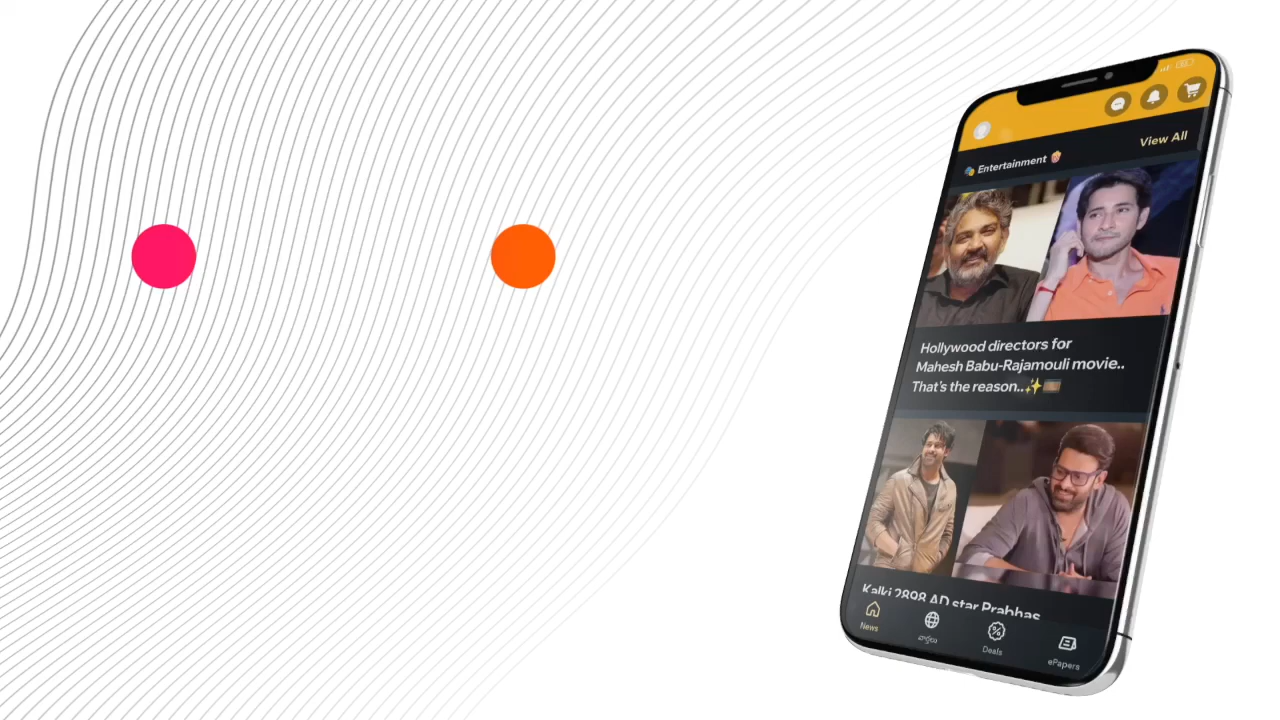 View All
🎭 Entertainment 🍿
Hollywood directors for
Mahesh Babu-Rajamouli movie..
That's the reason..✨🎞️
Kalki 2898 AD star Prabhas
News
వార్తలు
Deals
ePapers